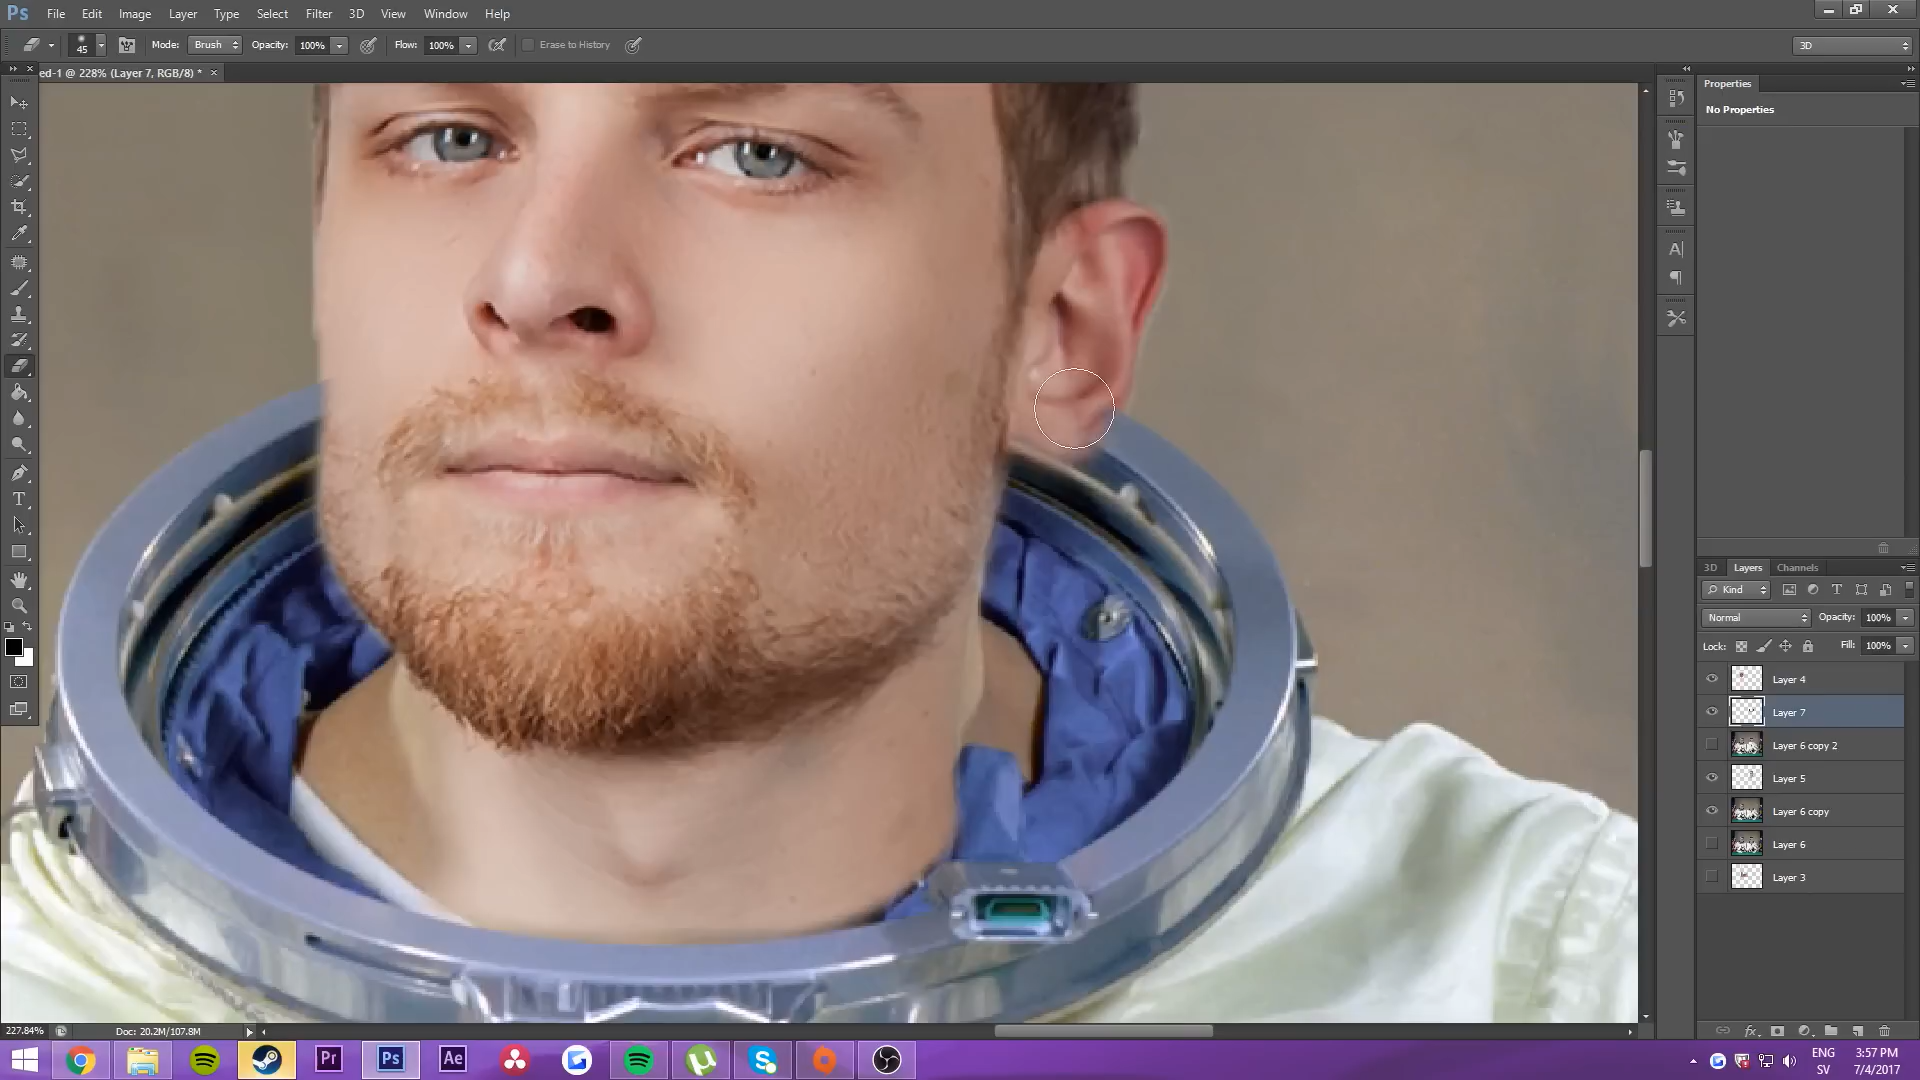 Ps File Edit Image Layer Type Select Filter 3D View Window Help
45 Mode: Brush Opacity: 100% Flow: 100% Erase to History 3D
ed-1 @ 228% (Layer 7, RGB/8) *
Properties
No Properties
3D Layers Channels
Kind
Normal Opacity: 100%
Lock: Fill: 100%
Layer 4
Layer 7
Layer 6 copy 2
Layer 5
Layer 6 copy
Layer 6
Layer 3
227.84% Doc: 20.2M/107.8M
Pr Ps Ae
ENG 3:57 PM
SV 7/4/2017